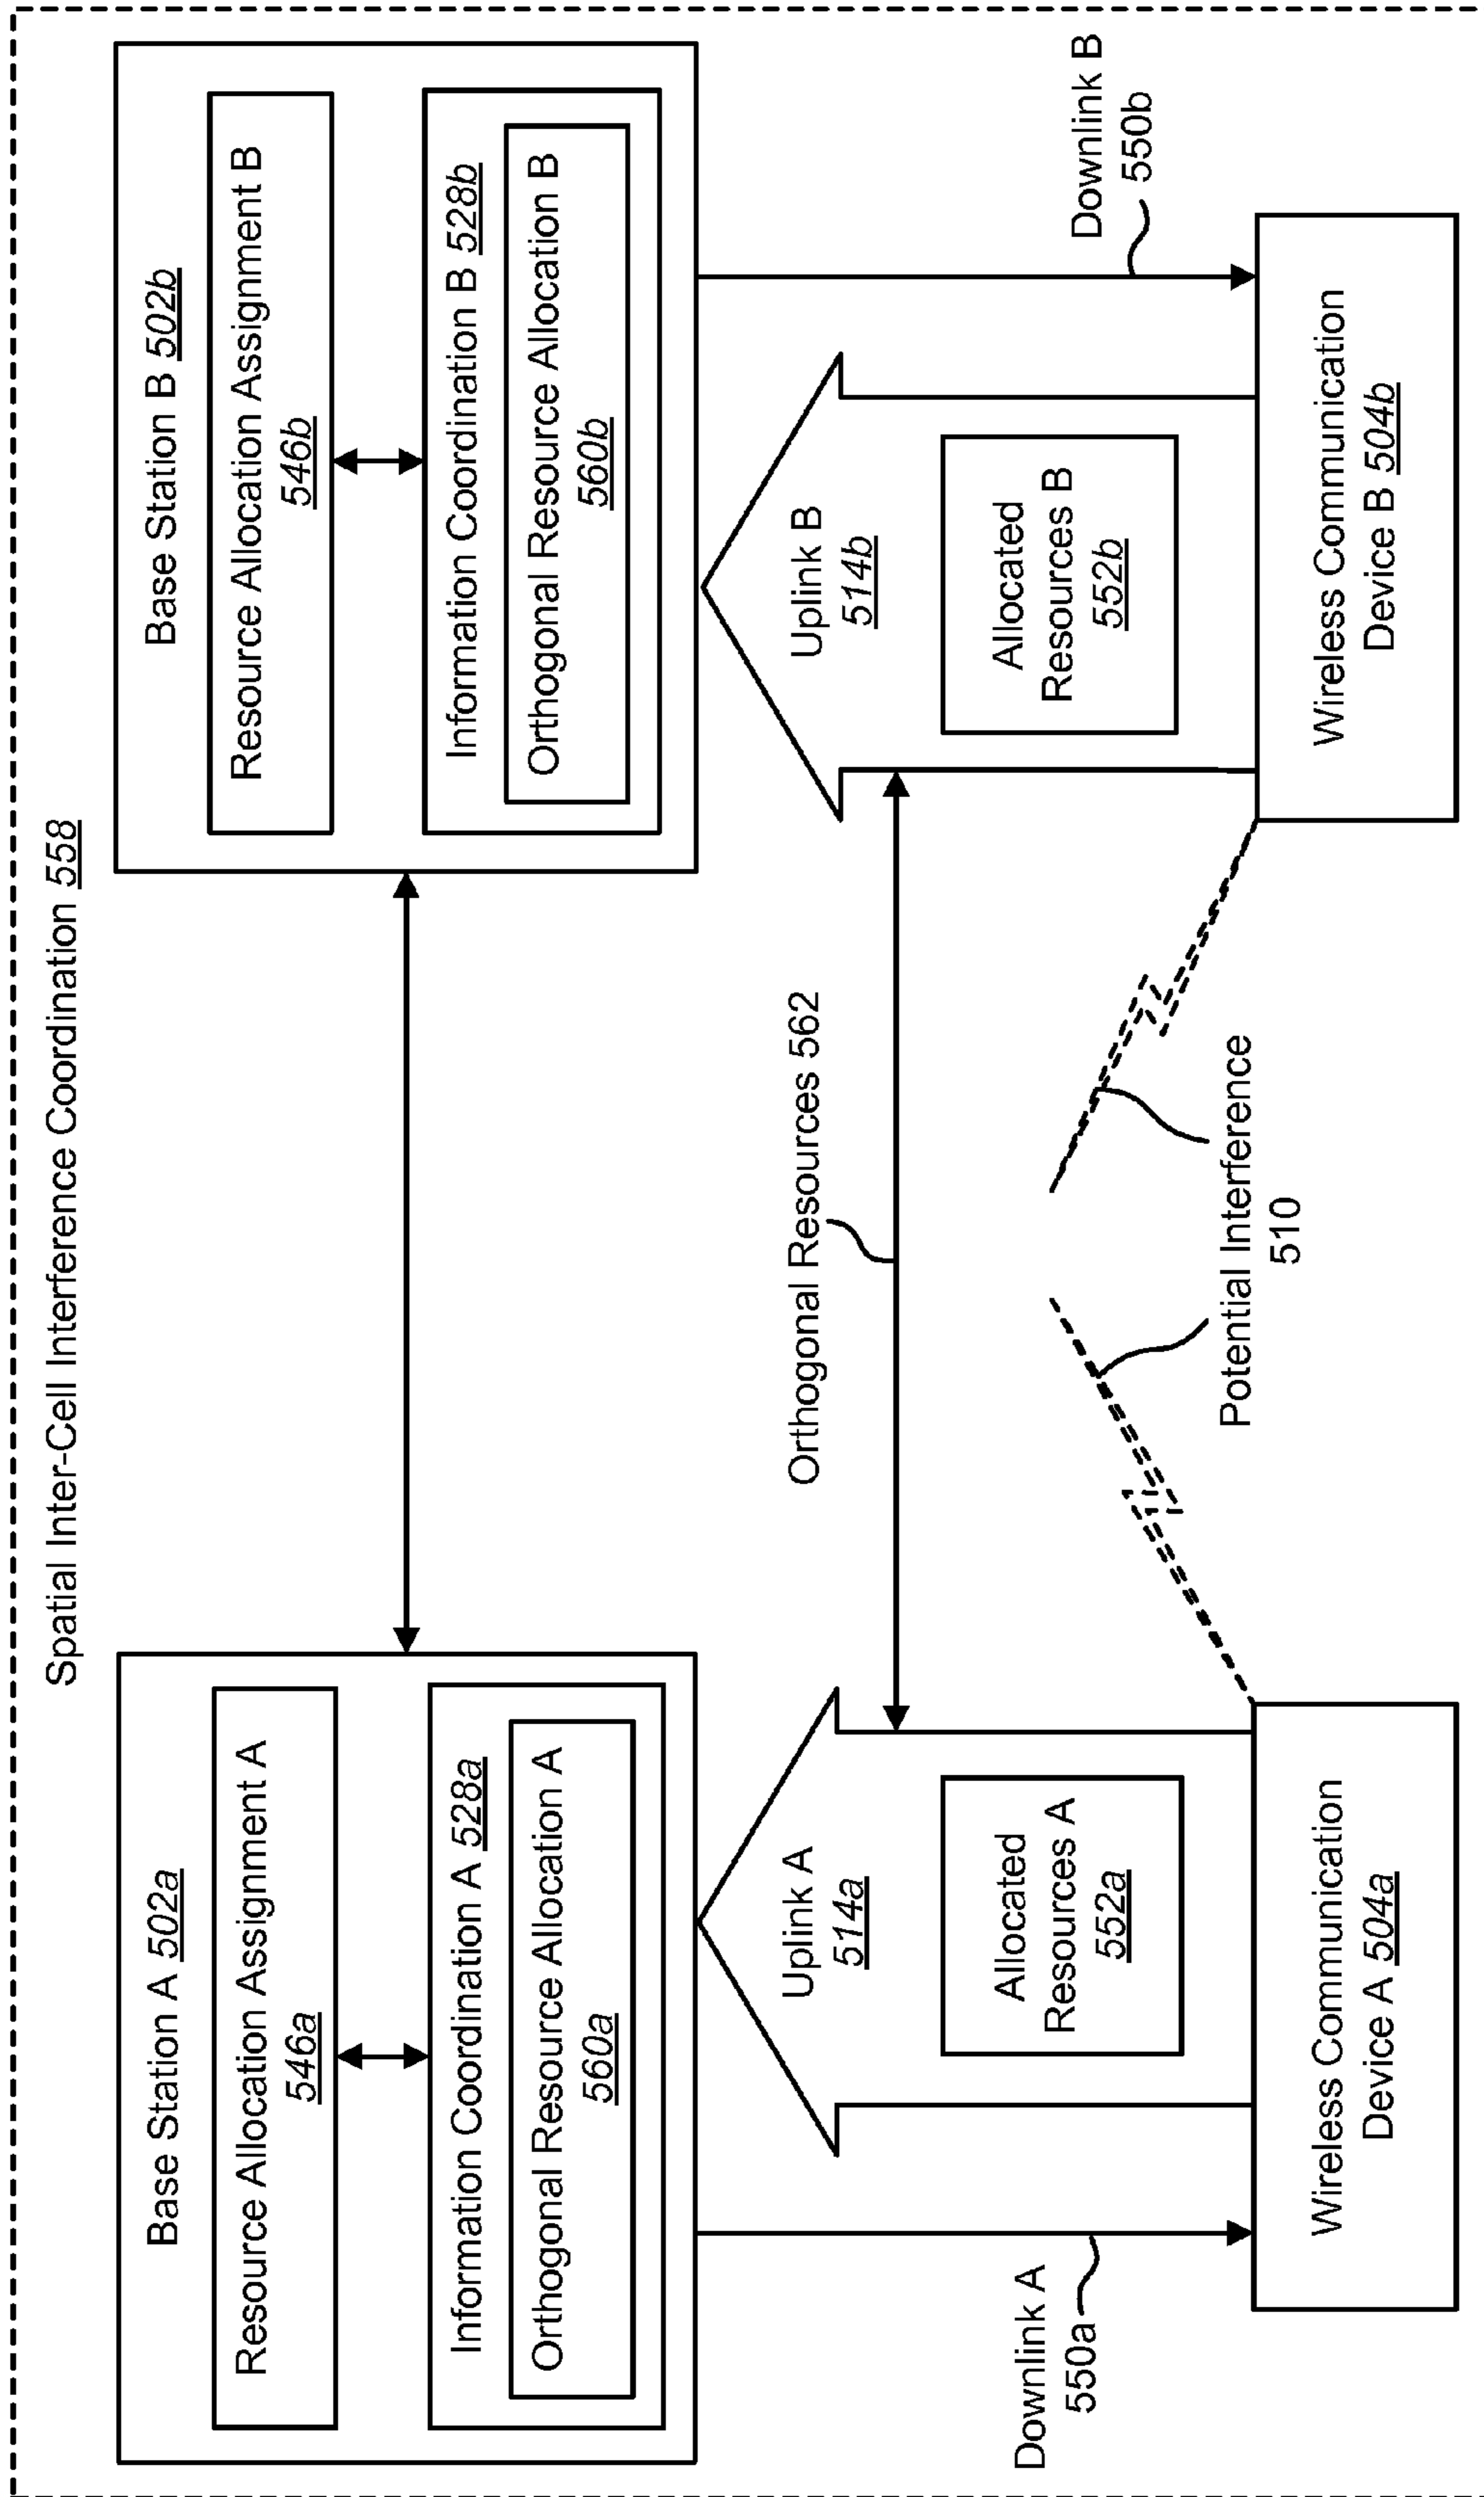 Spatial Inter-Cell Interference Coordination 558
Base Station A 502a
Resource Allocation Assignment A
546a
Information Coordination A 528a
Orthogonal Resource Allocation A
560a
Base Station B 502b
Resource Allocation Assignment B
546b
Information Coordination B 528b
Orthogonal Resource Allocation B
560b
Orthogonal Resources 562
Uplink A
514a
Allocated
Resources A
552a
Uplink B
514b
Allocated
Resources B
552b
Downlink A
550a
Downlink B
550b
Potential Interference
510
Wireless Communication
Device A 504a
Wireless Communication
Device B 504b